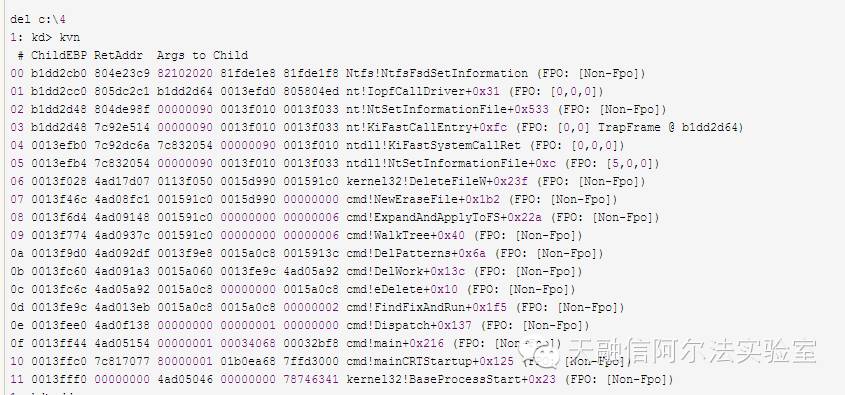 del c:\4
1: kd> kvn
 # ChildEBP RetAddr  Args to Child
00 b1dd2cb0 804e23c9 82102020 81fde1e8 81fde1f8 Ntfs!NtfsFsdSetInformation (FPO: [Non-Fpo])
01 b1dd2cc0 805dc2c1 b1dd2d64 0013efd0 805804ed nt!IopfCallDriver+0x31 (FPO: [0,0,0])
02 b1dd2d48 804de98f 00000090 0013f010 0013f033 nt!NtSetInformationFile+0x533 (FPO: [Non-Fpo])
03 b1dd2d48 7c92e514 00000090 0013f010 0013f033 nt!KiFastCallEntry+0xfc (FPO: [0,0] TrapFrame @ b1dd2d64)
04 0013efb0 7c92dc6a 7c832054 00000090 0013f010 ntdll!KiFastSystemCallRet (FPO: [0,0,0])
05 0013efb4 7c832054 00000090 0013f010 0013f033 ntdll!NtSetInformationFile+0xc (FPO: [5,0,0])
06 0013f028 4ad17d07 0113f050 0015d990 001591c0 kernel32!DeleteFileW+0x23f (FPO: [Non-Fpo])
07 0013f46c 4ad08fc1 001591c0 0015d990 00000000 cmd!NewEraseFile+0x1b2 (FPO: [Non-Fpo])
08 0013f6d4 4ad09148 001591c0 00000000 00000006 cmd!ExpandAndApplyToFS+0x22a (FPO: [Non-Fpo])
09 0013f774 4ad0937c 001591c0 00000000 00000006 cmd!WalkTree+0x40 (FPO: [Non-Fpo])
0a 0013f9d0 4ad092df 0013f9e8 0015a0c8 0015913c cmd!DelPatterns+0x6a (FPO: [Non-Fpo])
0b 0013fc60 4ad091a3 0015a060 0013fe9c 4ad05a92 cmd!DelWork+0x13c (FPO: [Non-Fpo])
0c 0013fc6c 4ad05a92 0015a0c8 00000000 0015a0c8 cmd!eDelete+0x10 (FPO: [Non-Fpo])
0d 0013fe9c 4ad013eb 0015a0c8 0015a0c8 00000002 cmd!FindFixAndRun+0x1f5 (FPO: [Non-Fpo])
0e 0013fee0 4ad0f138 00000000 00000001 00000000 cmd!Dispatch+0x137 (FPO: [Non-Fpo])
0f 0013ff44 4ad05154 00000001 00034068 00032bf8 cmd!main+0x216 (FPO: [Non-Fpo])
10 0013ffc0 7c817077 80000001 01b0ea68 7ffd3000 cmd!mainCRTStartup+0x125 (FPO: [Non-Fpo])
11 0013fff0 00000000 4ad05046 00000000 78746341 kernel32!BaseProcessStart+0x23 (FPO: [Non-Fpo])
天融信阿尔法实验室